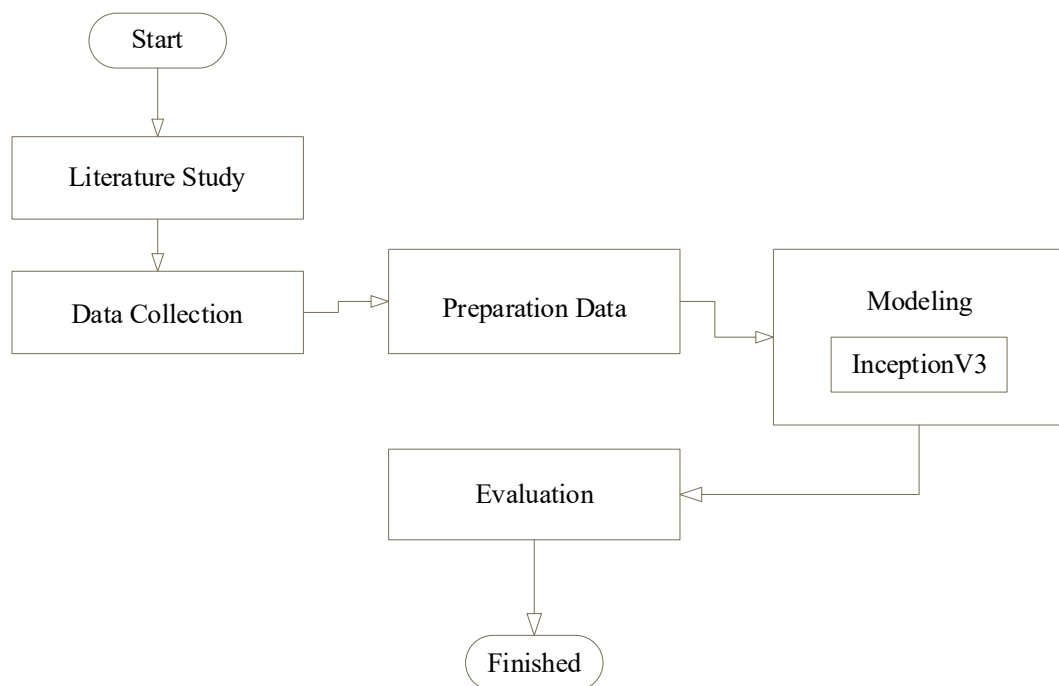 Start
Literature Study
Data Collection
Preparation Data
Modeling
InceptionV3
Evaluation
Finished